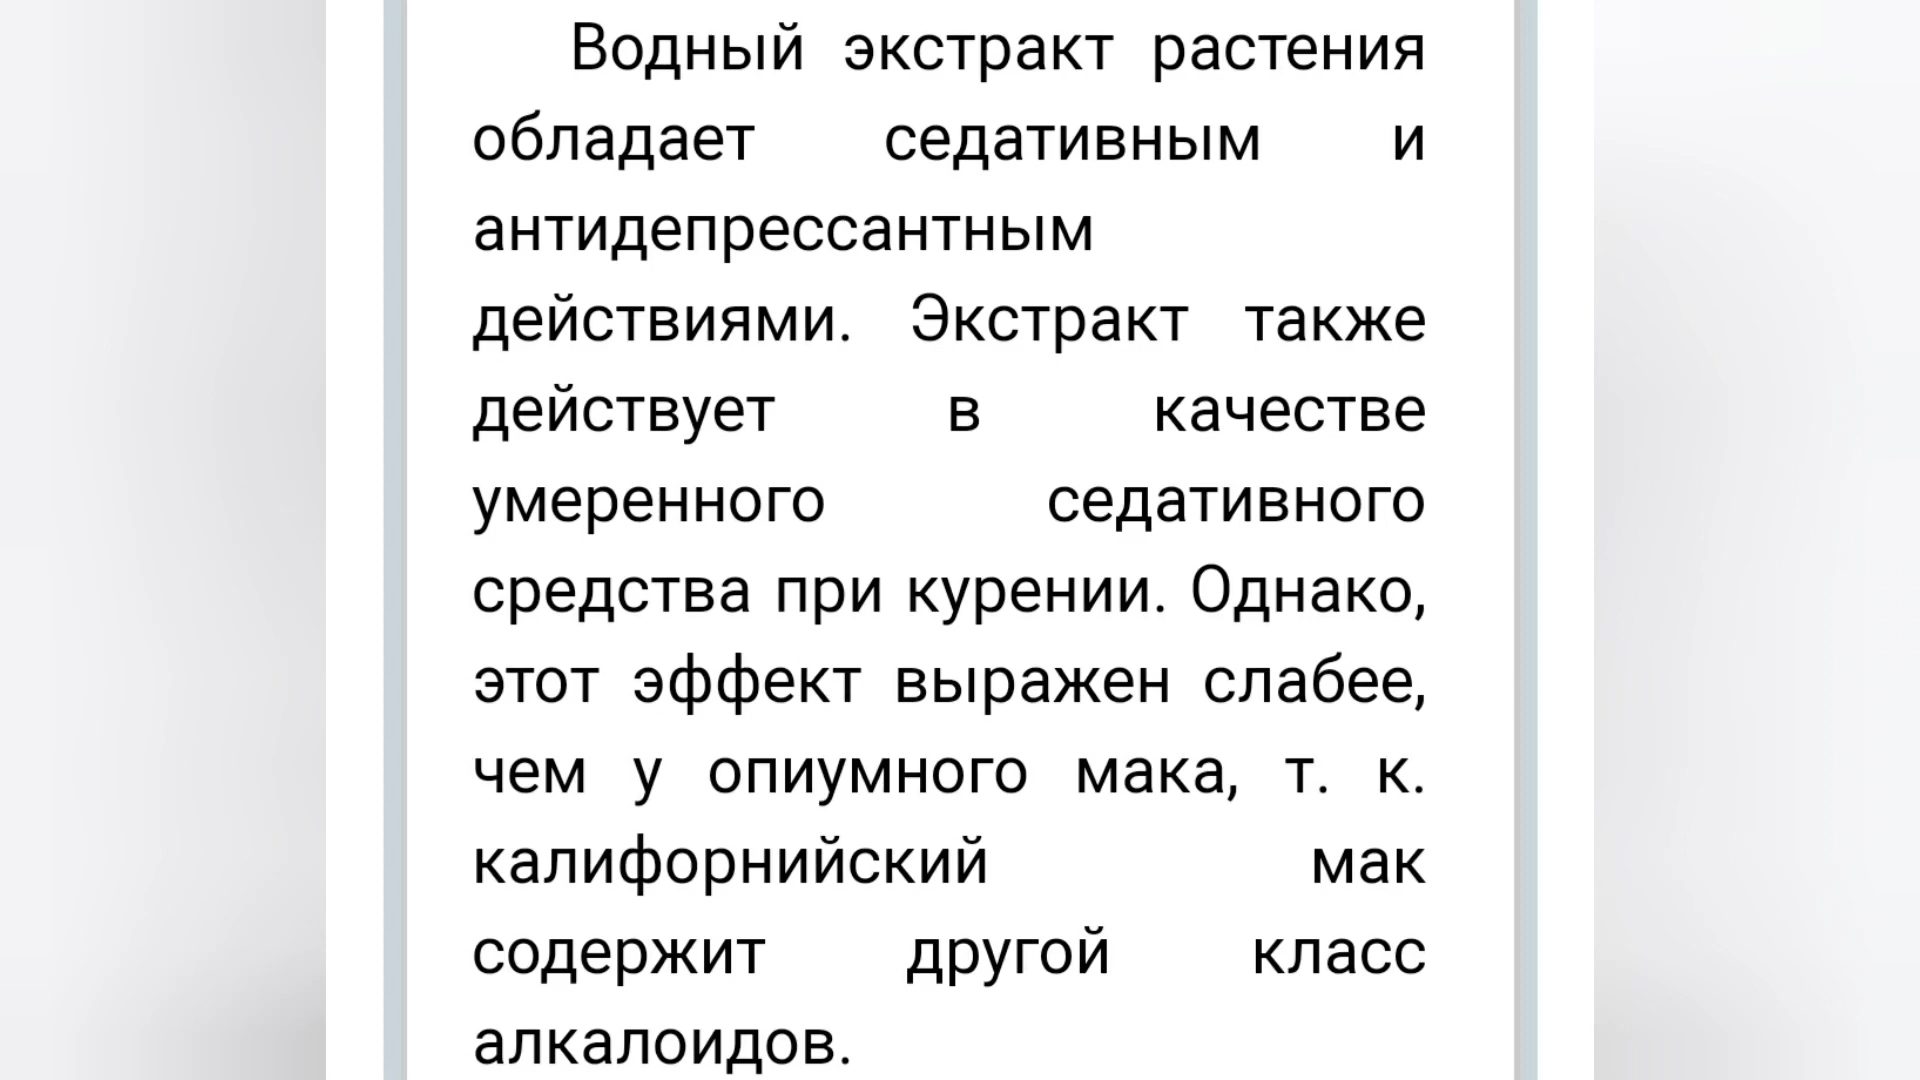 Водный экстракт растения
обладает седативным и
антидепрессантным
действиями. Экстракт также
действует в качестве
умеренного седативного
средства при курении. Однако,
этот эффект выражен слабее,
чем у опиумного мака, т. к.
калифорнийский мак
содержит другой класс
алкалоидов.